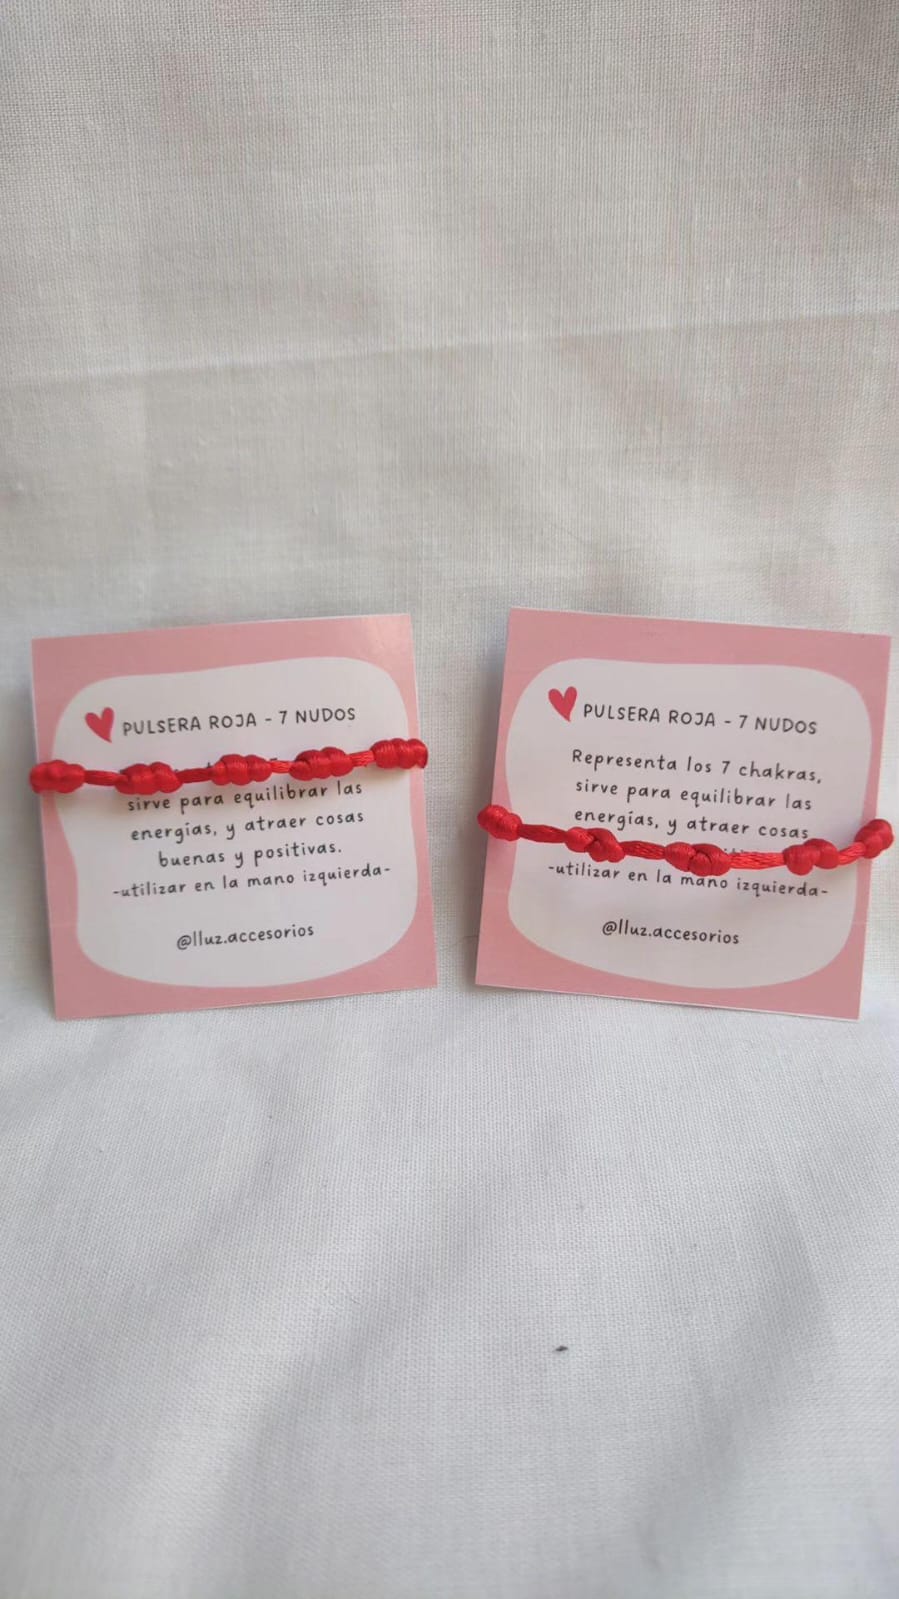 PULSERA ROJA - 7 NUDOS
sirve para equilibrar las
energías, y atraer cosas
buenas y positivas.
-utilizar en la mano izquierda-
@lluz.accesorios
PULSERA ROJA - 7 NUDOS
Representa los 7 chakras,
sirve para equilibrar las
energías, y atraer cosas
-utilizar en la mano izquierda-
@lluz.accesorios